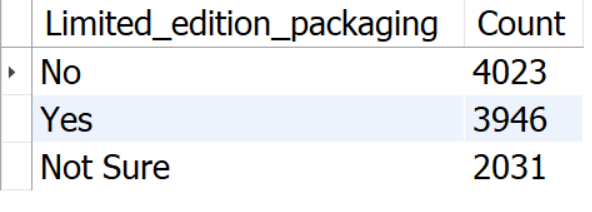 Limited_edition_packaging Count
No 4023
Yes 3946
Not Sure 2031